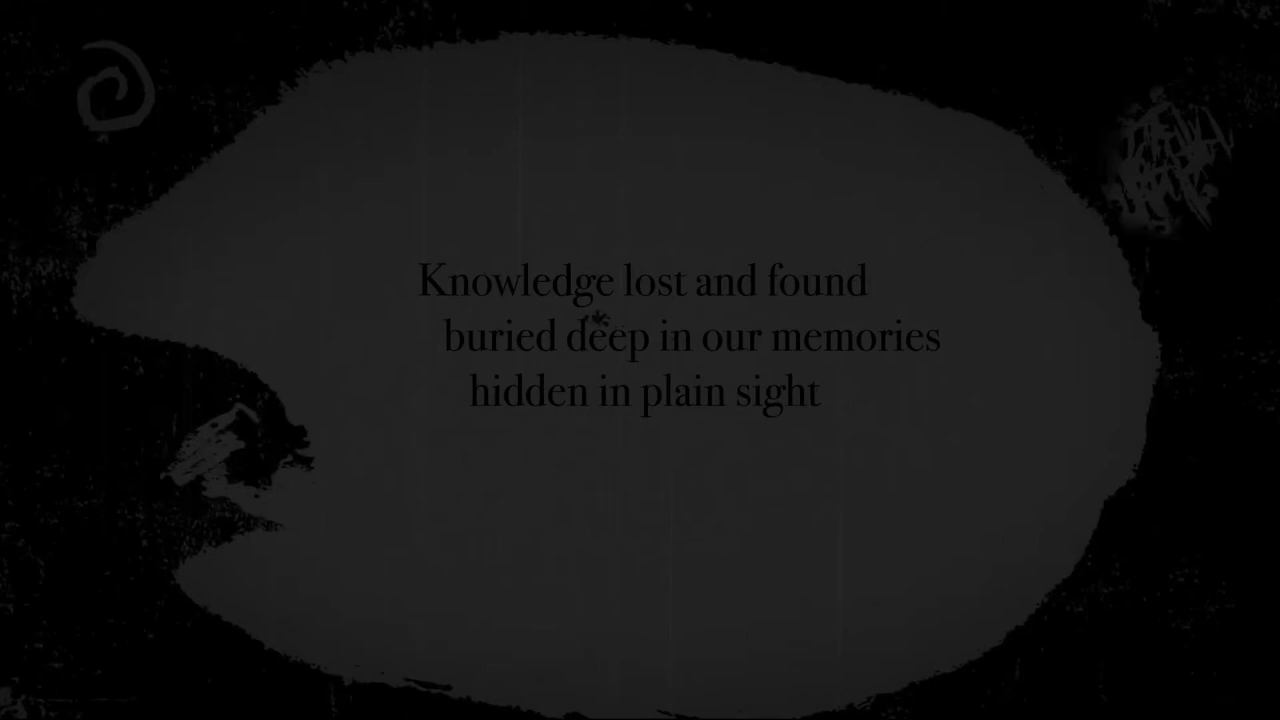 Knowledge lost and found
buried deep in our memories
hidden in plain sight